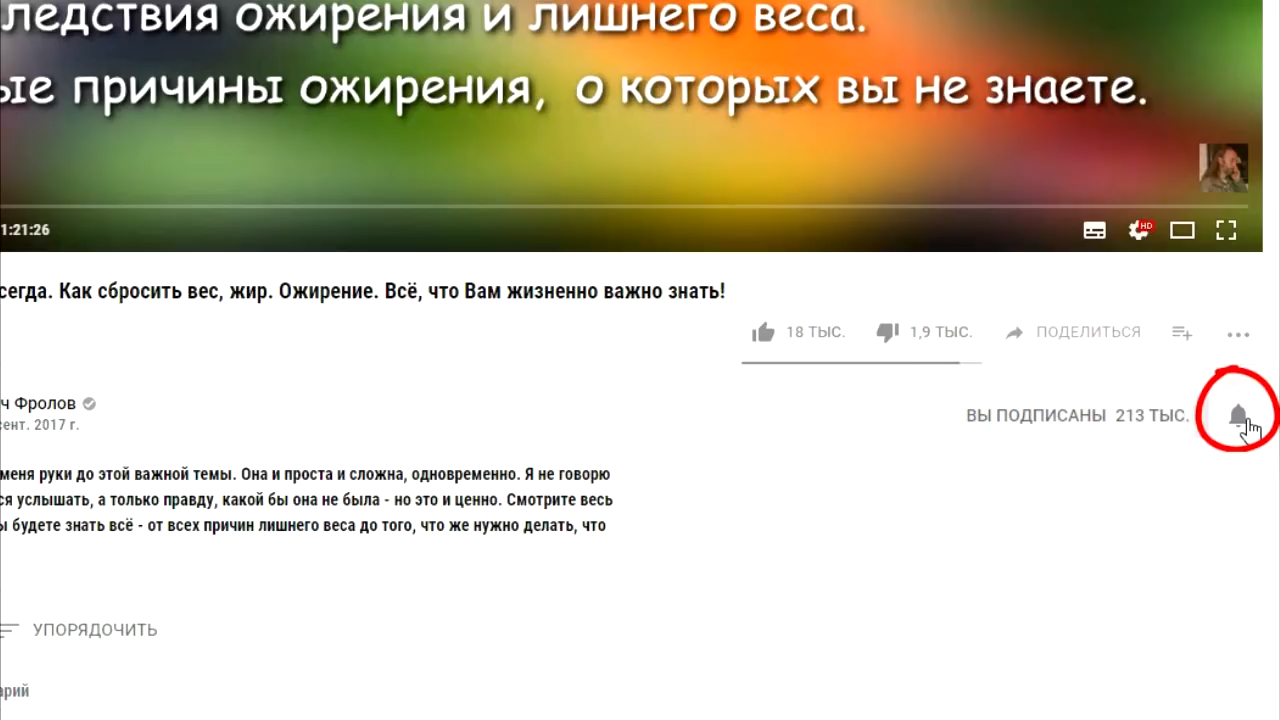 ледствия ожирения и лишнего веса.
ые причины ожирения, о которых вы не знаете.
1:21:26
HD
сегда. Как сбросить вес, жир. Ожирение. Всё, что Вам жизненно важно знать!
18 ТЫС. 1,9 ТЫС. ПОДЕЛИТЬСЯ
ч Фролов
сент. 2017 г.
ВЫ ПОДПИСАНЫ 213 ТЫС.
меня руки до этой важной темы. Она и проста и сложна, одновременно. Я не говорю
ся услышать, а только правду, какой бы она не была - но это и ценно. Смотрите весь
ы будете знать всё - от всех причин лишнего веса до того, что же нужно делать, что
УПОРЯДОЧИТЬ
арий